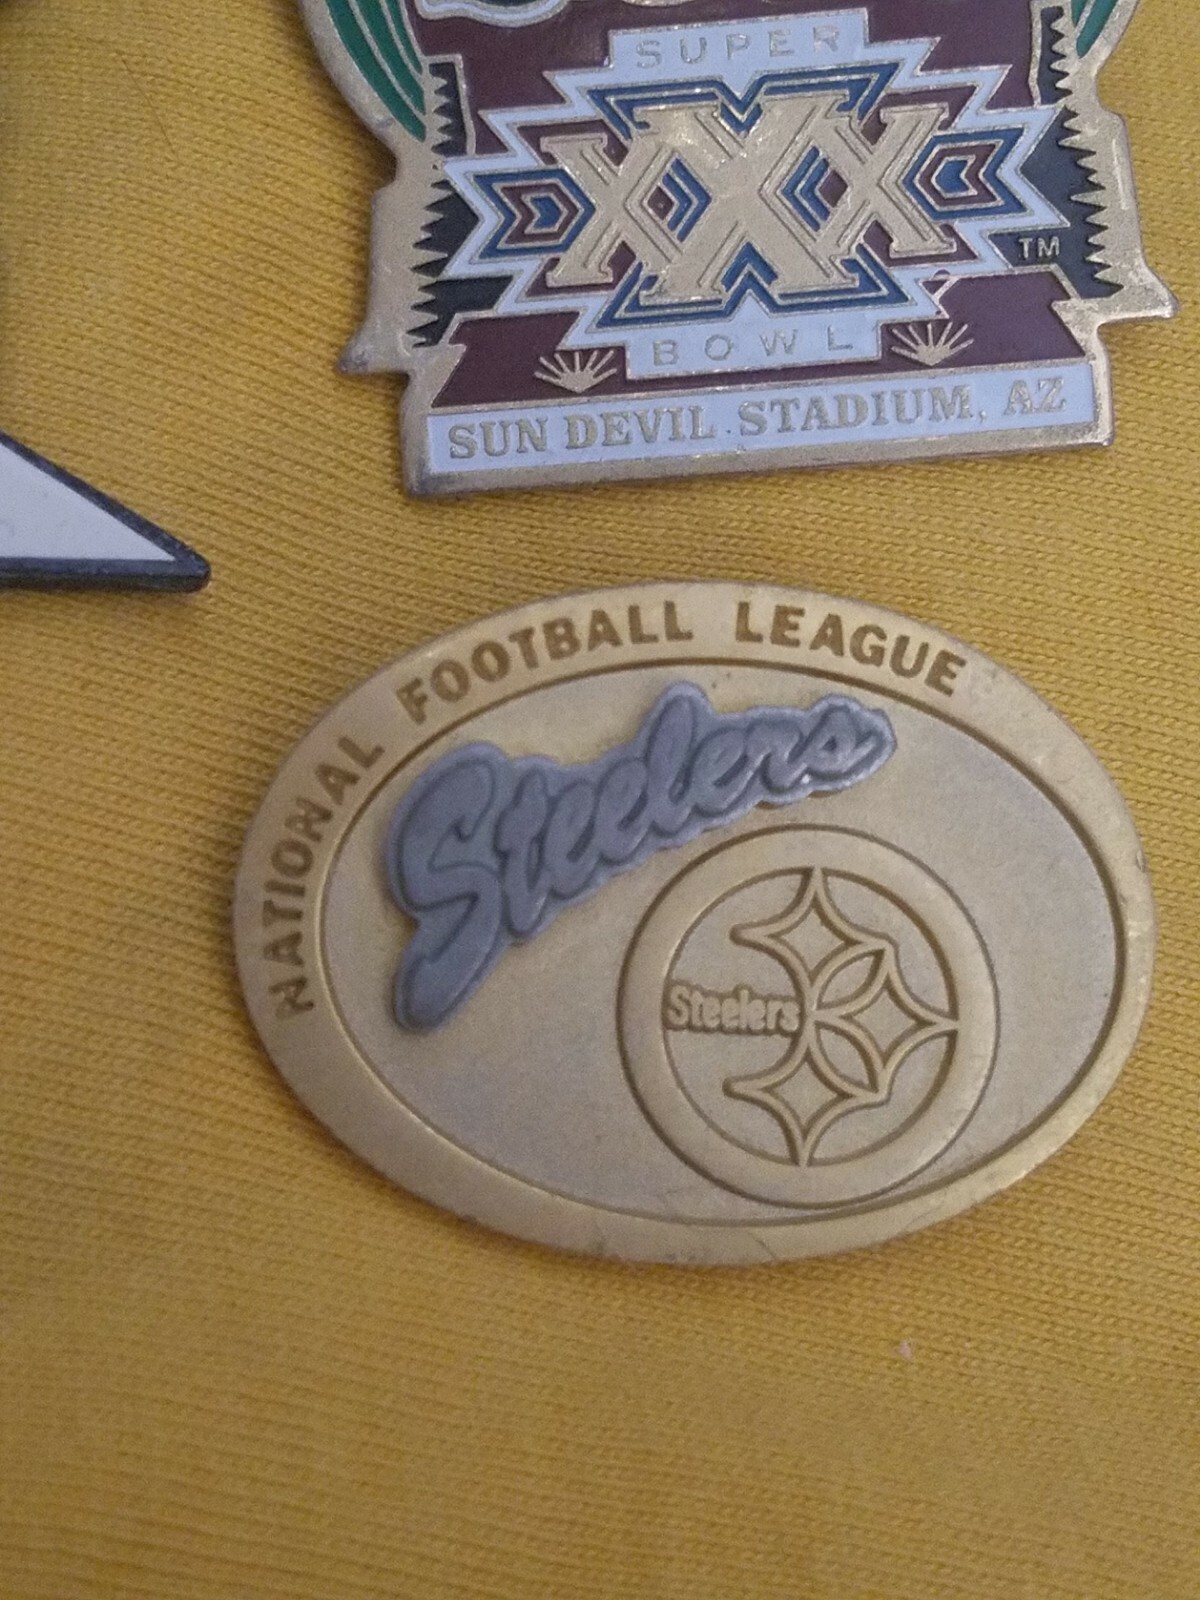 SUPER
XXX
TM
BOWL
SUN DEVIL STADIUM, AZ
NATIONAL FOOTBALL LEAGUE
Steelers
Steelers